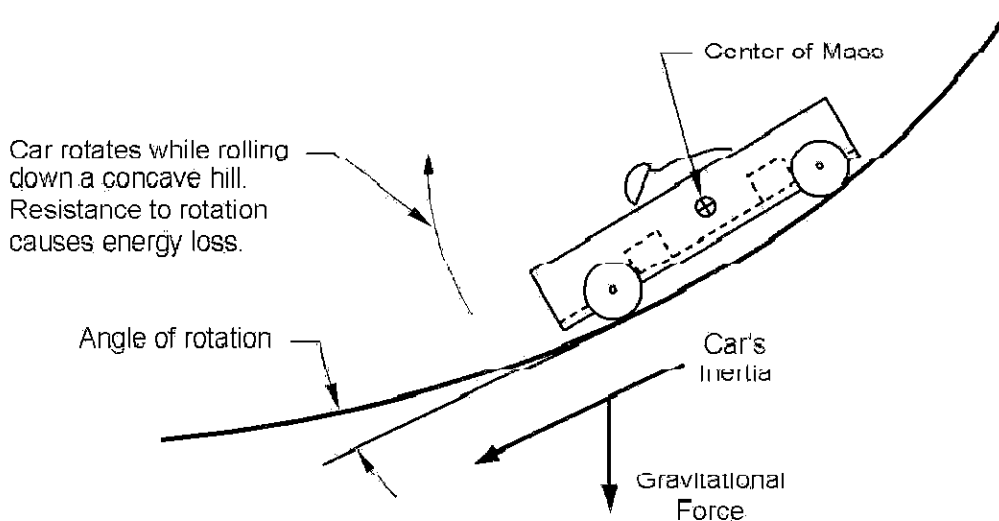 Center of Mass
Car rotates while rolling
down a concave hill.
Resistance to rotation
causes energy loss.
Angle of rotation
Car's
Inertia
Gravitational
Force